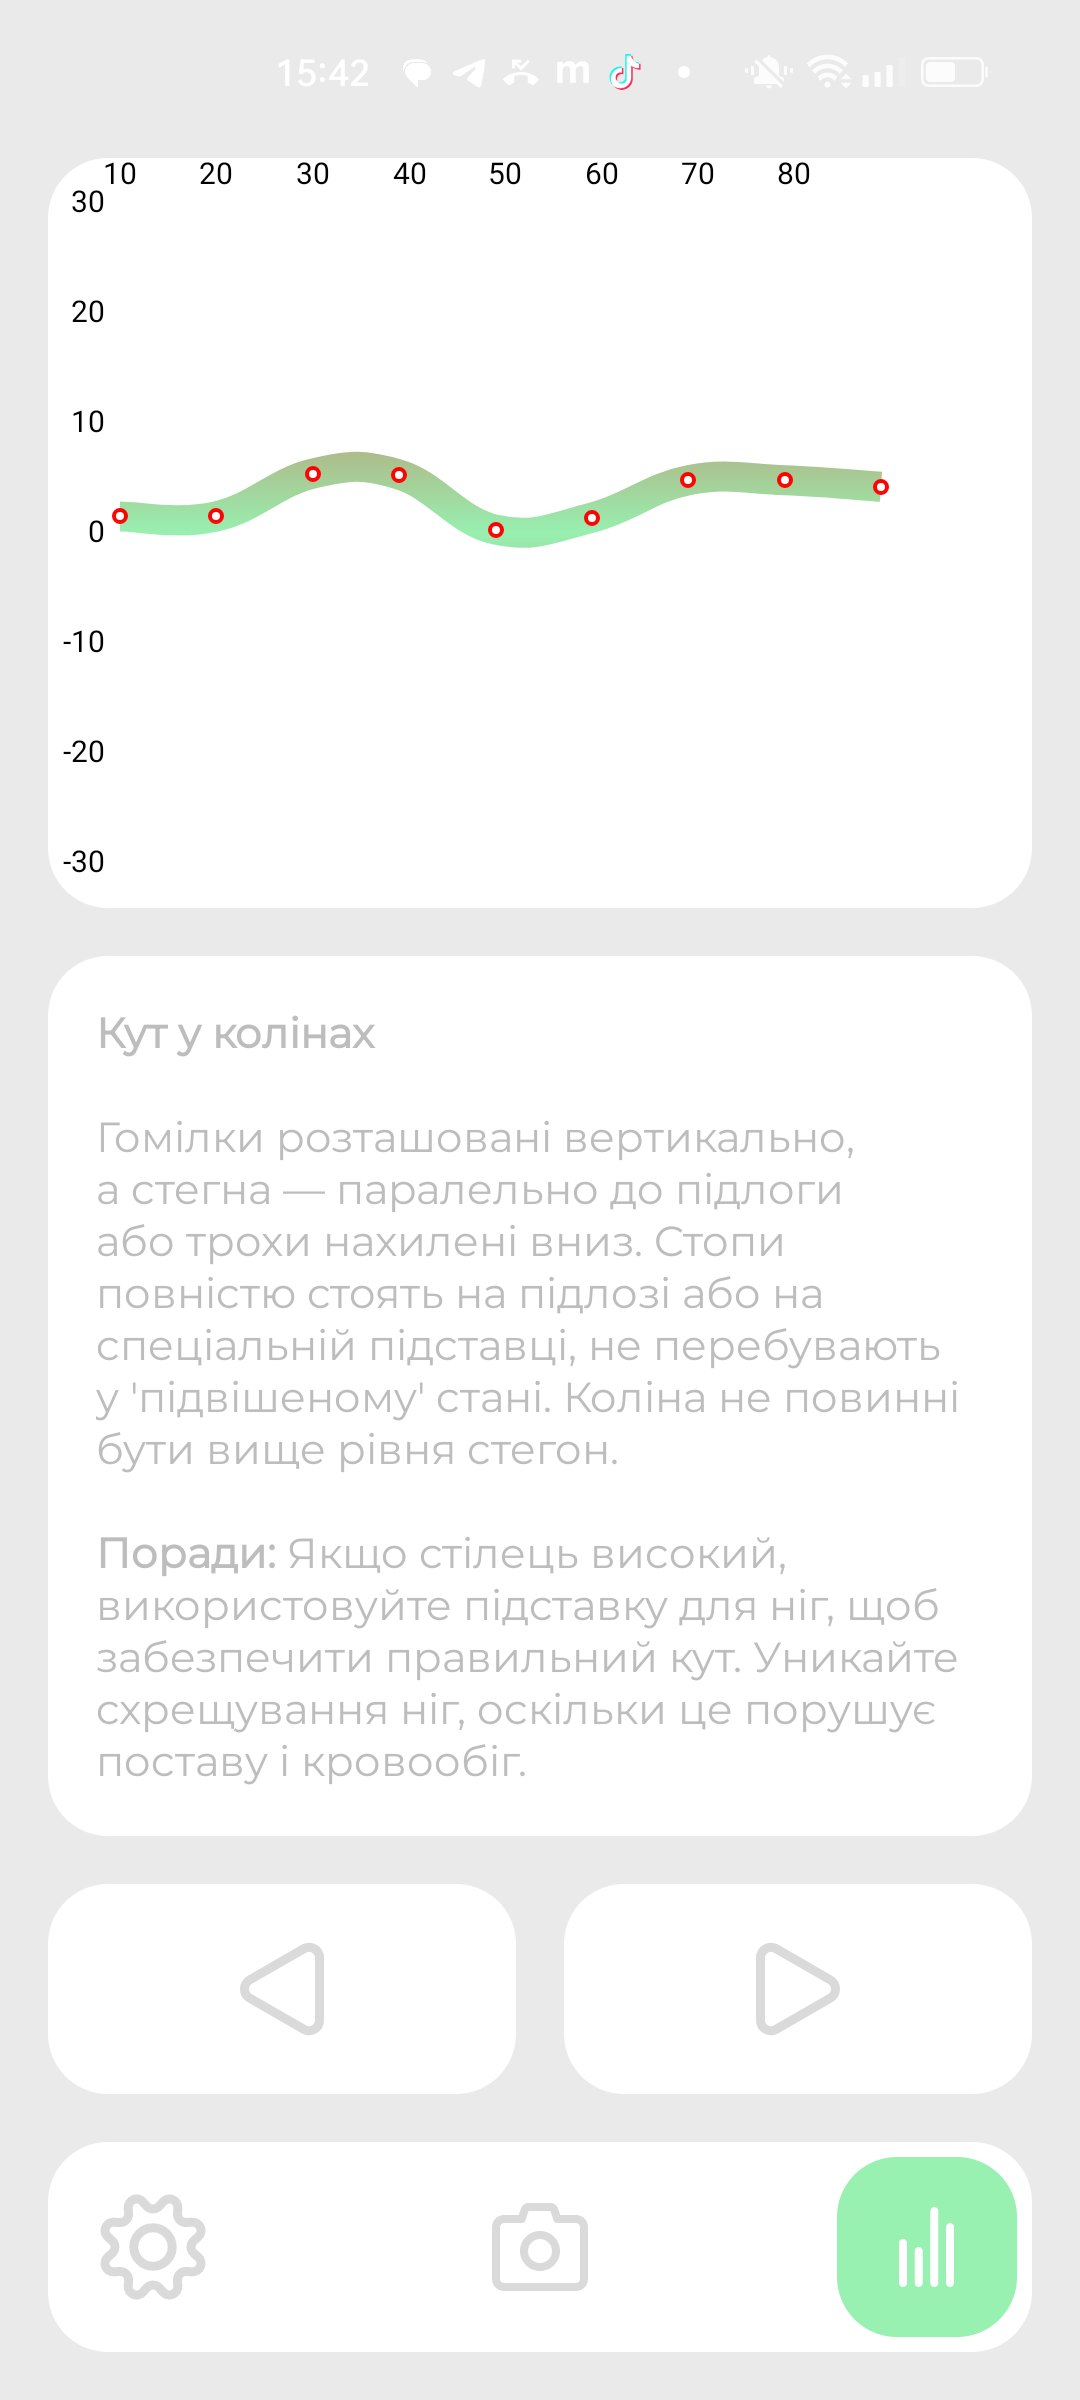 15:42
10 20 30 40 50 60 70 80
30
20
10
0
-10
-20
-30
Кут у колінах
Гомілки розташовані вертикально,
а стегна — паралельно до підлоги
або трохи нахилені вниз. Стопи
повністю стоять на підлозі або на
спеціальній підставці, не перебувають
у 'підвішеному' стані. Коліна не повинні
бути вище рівня стегон.
Поради: Якщо стілець високий,
використовуйте підставку для ніг, щоб
забезпечити правильний кут. Уникайте
схрещування ніг, оскільки це порушує
поставу і кровообіг.